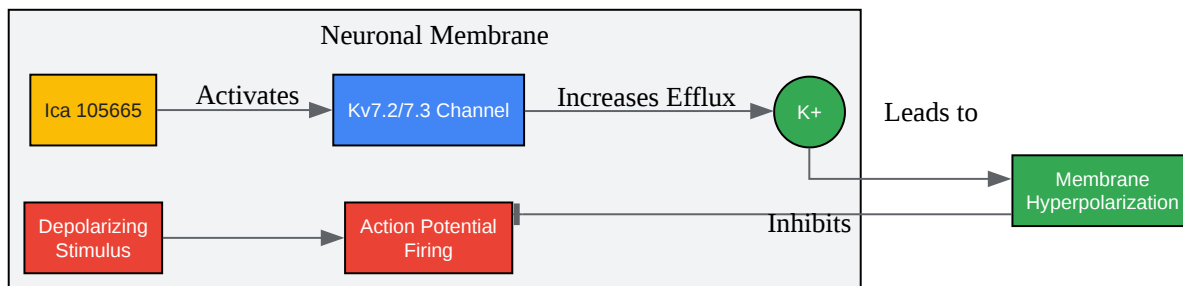 Neuronal Membrane
Ica 105665
Activates
Kv7.2/7.3 Channel
Increases Efflux
K+
Leads to
Membrane
Hyperpolarization
Depolarizing
Stimulus
Action Potential
Firing
Inhibits